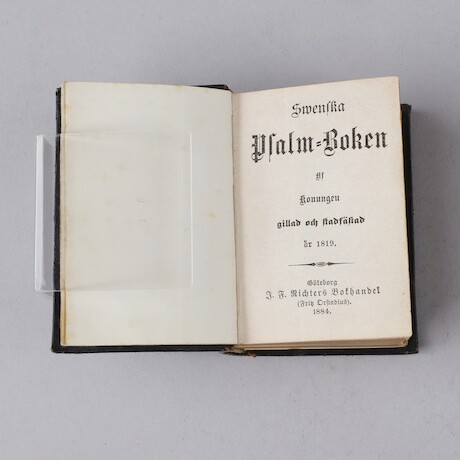 Swenska
Psalm-Boken
Af
Konungen
gillad och stadfästad
år 1819.
Göteborg
J. F. Richters Bokhandel
(Fritz Orstadius).
1884.